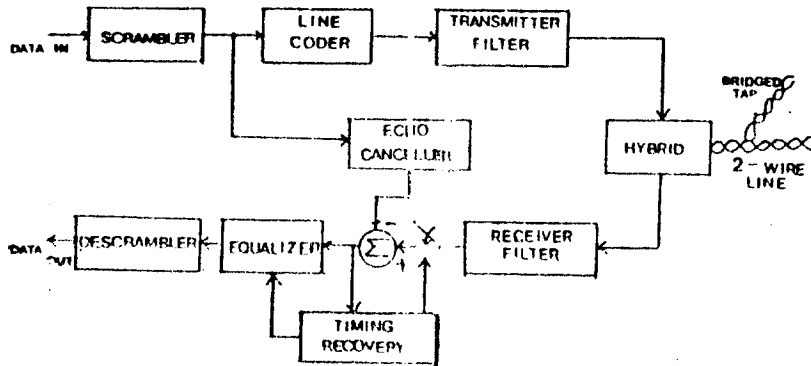 LINE
CODER
TRANSMITTER
FILTER
DATA IN
SCRAMBLER
BRIDGED
TAP
ECHO
CANCELLER
HYBRID
2-WIRE
LINE
DATA
OUT
DESCRAMBLER
EQUALIZER
Σ
-
+
RECEIVER
FILTER
TIMING
RECOVERY